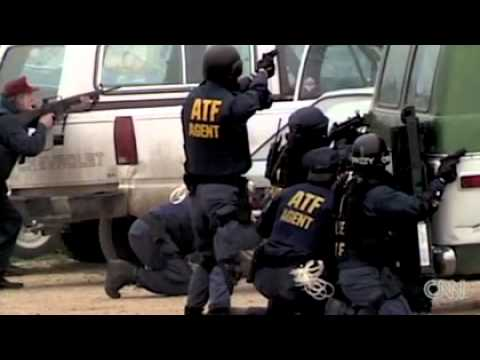 ATF
AGENT
ATF
AGENT
CHEVROLET
CNN